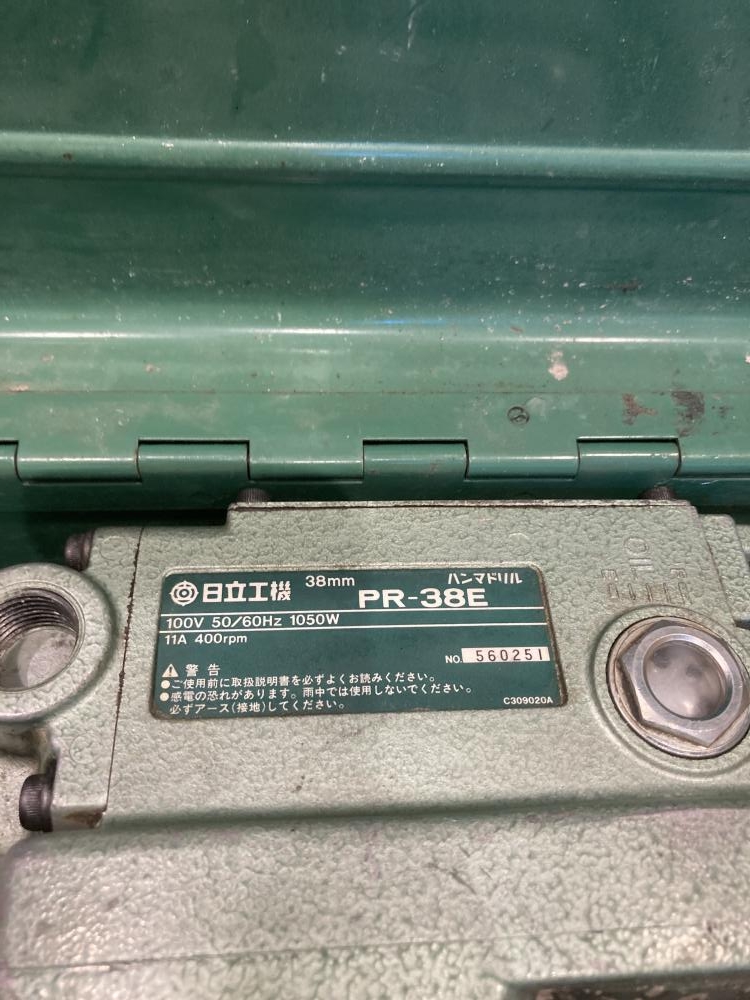 日立工機 38mm ハンマドリル
PR-38E
100V 50/60Hz 1050W
11A 400rpm
NO. 560251
警告
●ご使用前に取扱説明書を必ずよくお読みください。
●感電の恐れがあります。雨中では使用しないでください。
必ずアース(接地)してください。
C309020A